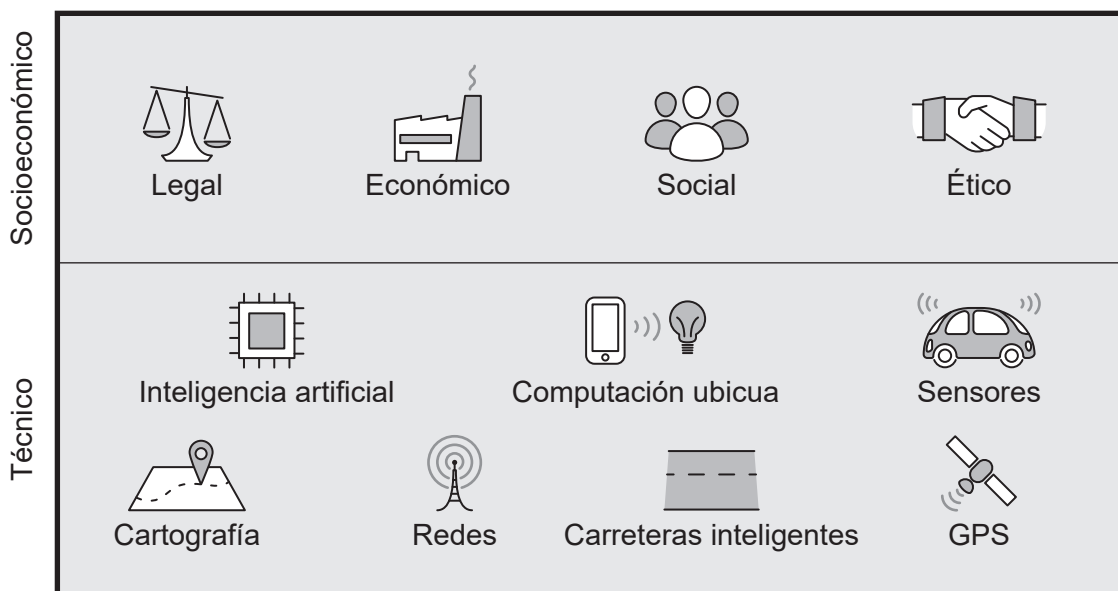 Socioeconómico
Legal
Económico
Social
Ético
Técnico
Inteligencia artificial
Computación ubicua
Sensores
Cartografía
Redes
Carreteras inteligentes
GPS